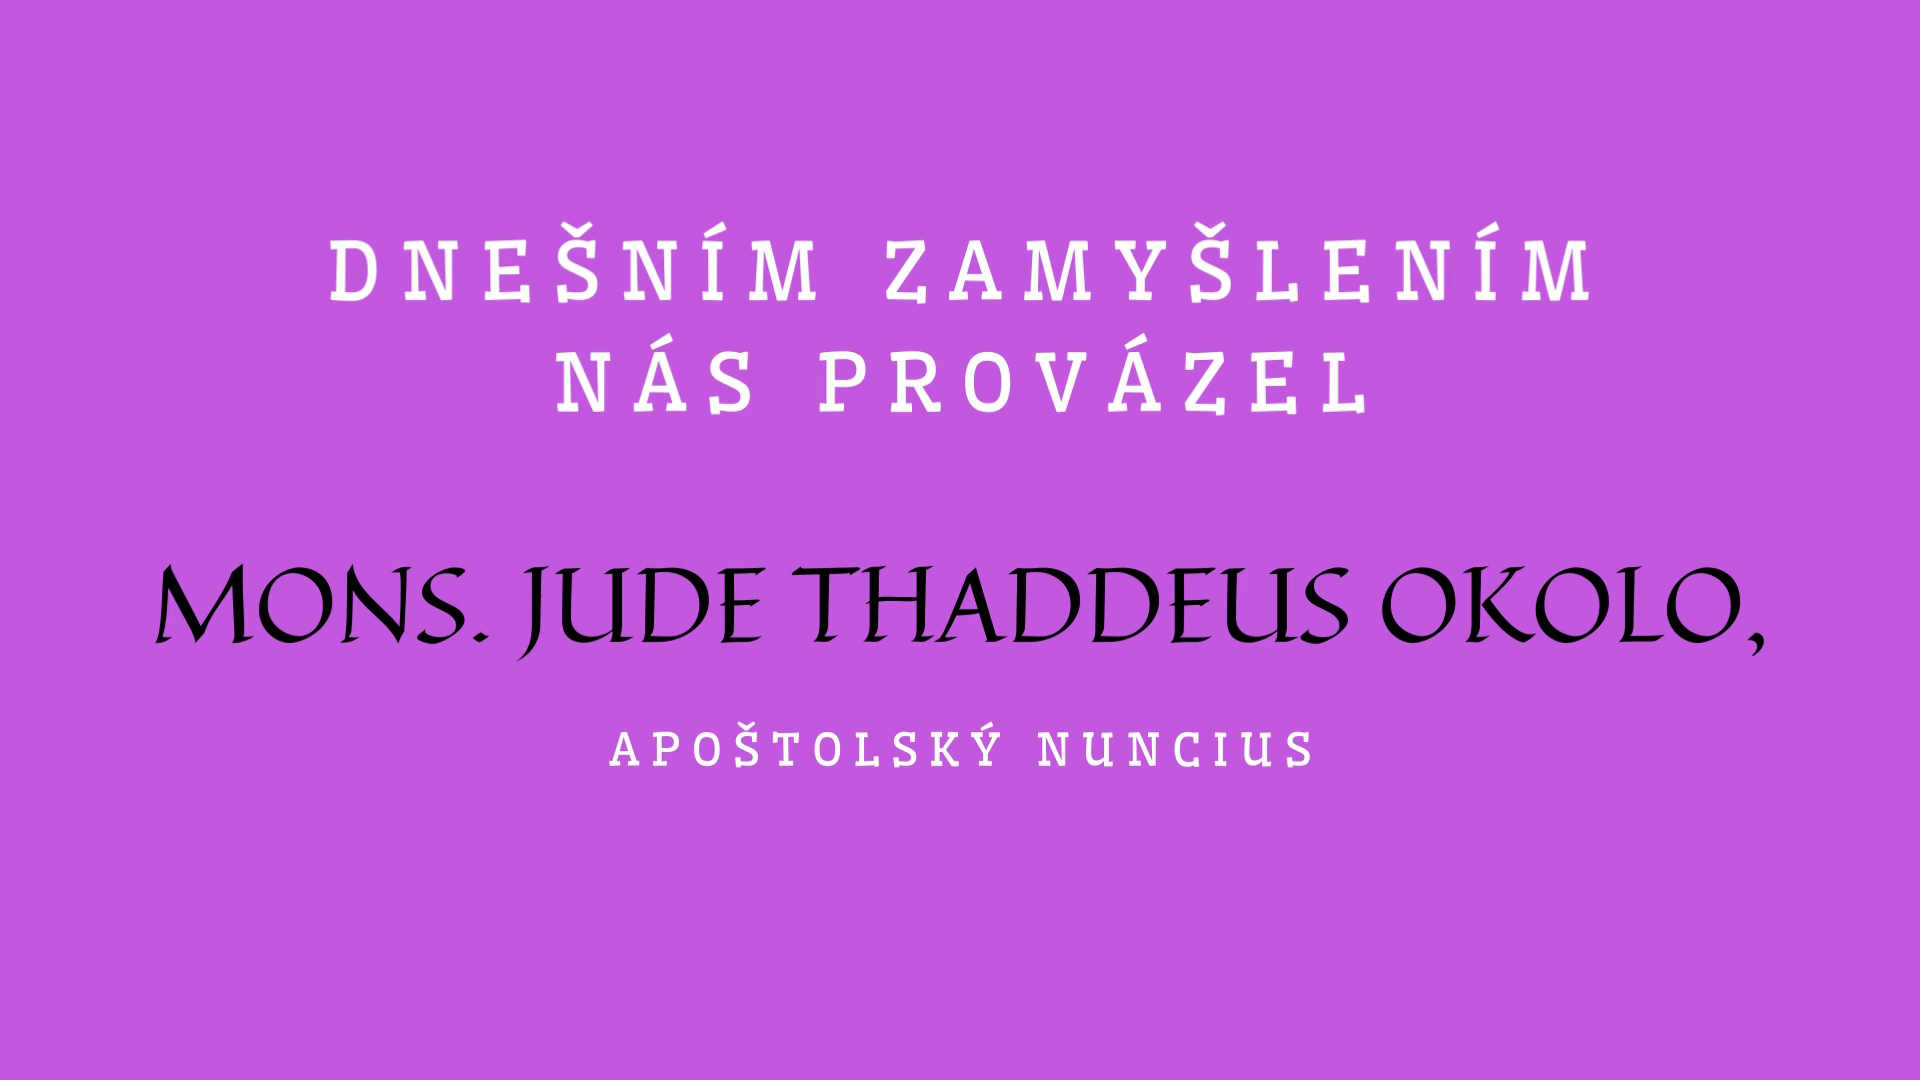 DNEŠNÍM ZAMYŠLENÍM
NÁS PROVÁZEL
MONS. JUDE THADDEUS OKOLO,
APOŠTOLSKÝ NUNCIUS